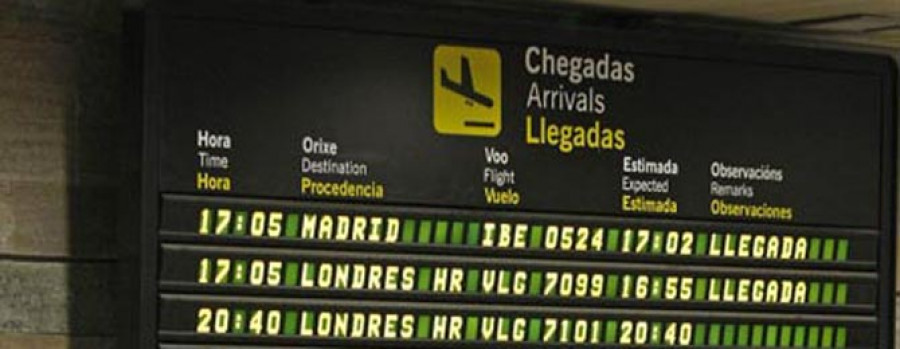 Chegadas
Arrivals
Llegadas
Hora Orixe Voo Estimada Observacións
Time Destination Flight Expected Remarks
Hora Procedencia Vuelo Estimada Observaciones
17:05 MADRID IBE 0524 17:02 LLEGADA
17:05 LONDRES HR VLG 7099 16:55 LLEGADA
20:40 LONDRES HR VLG 7101 20:40